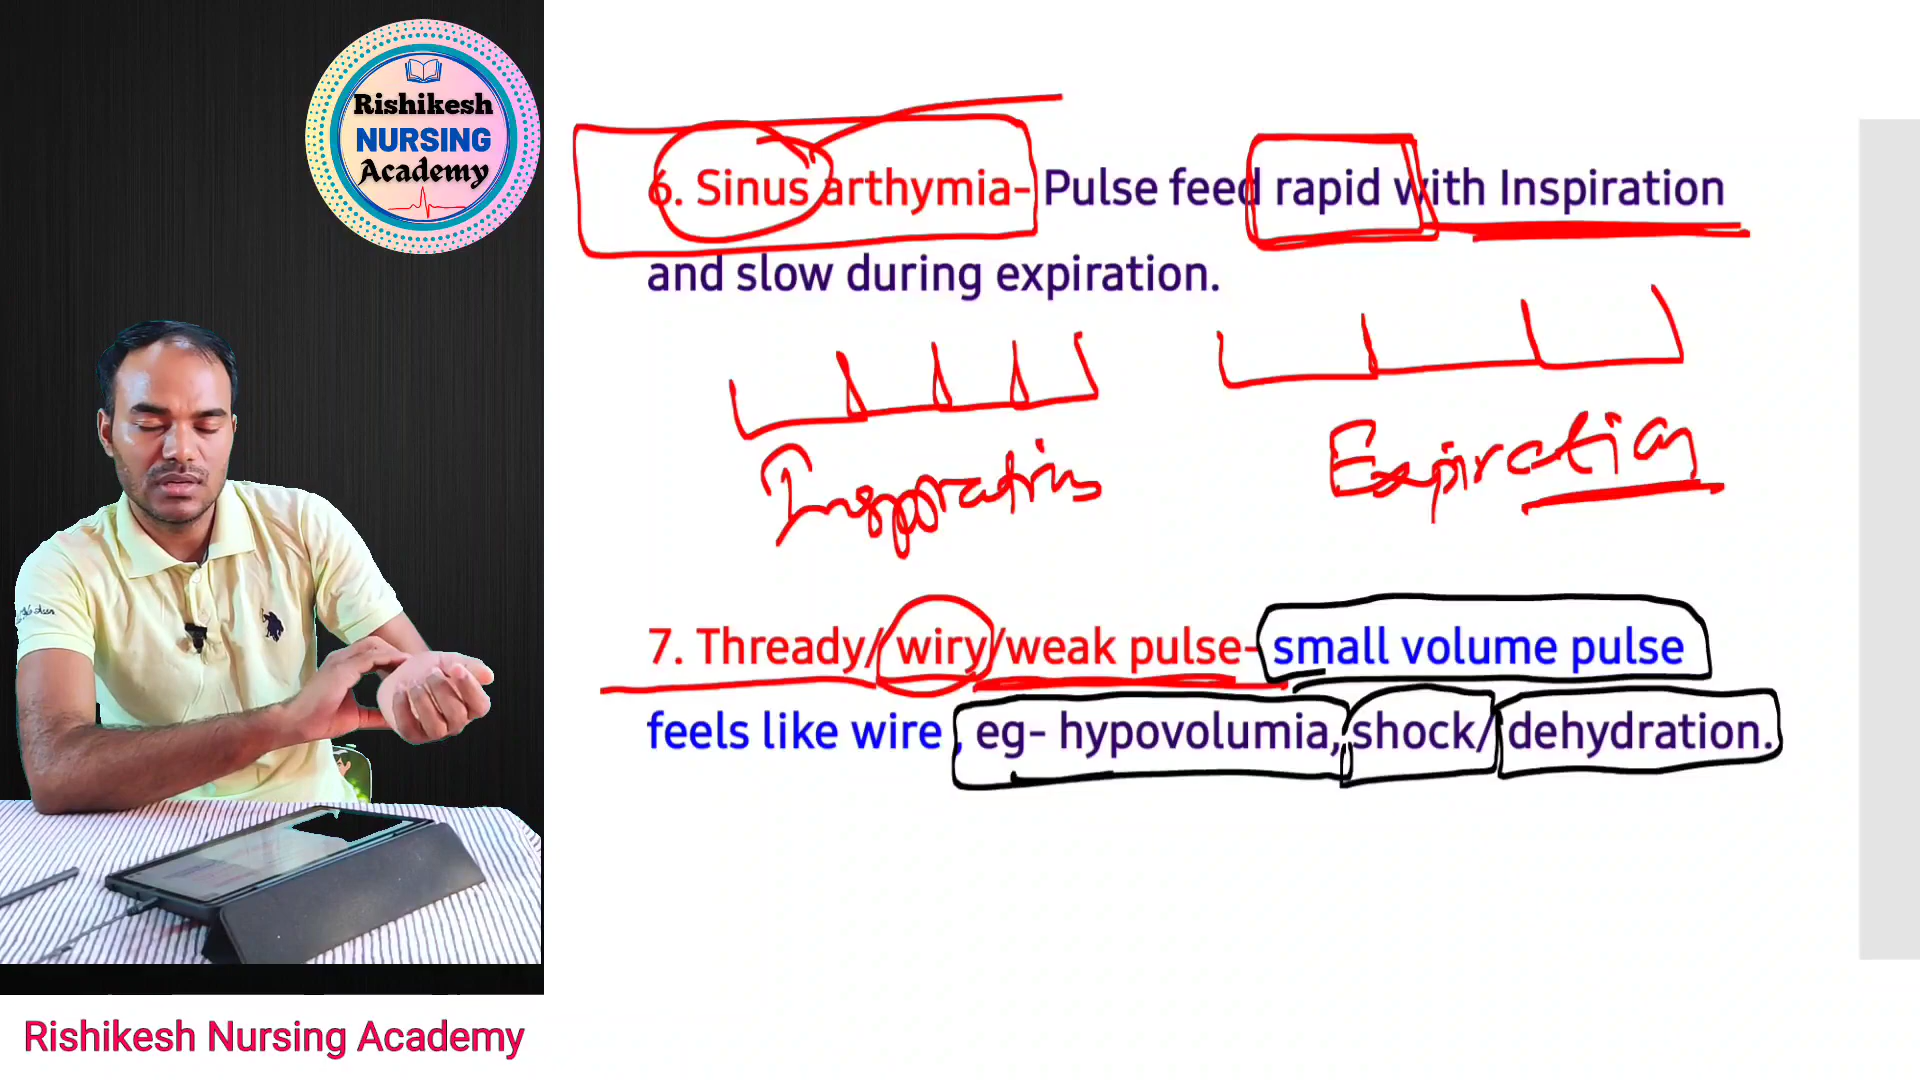 Rishikesh
NURSING
Academy
6. Sinus arthymia- Pulse feed rapid with Inspiration
and slow during expiration.
Expiration
7. Thready/ wiry/weak pulse- small volume pulse
feels like wire , eg- hypovolumia, shock/ dehydration.
Rishikesh Nursing Academy